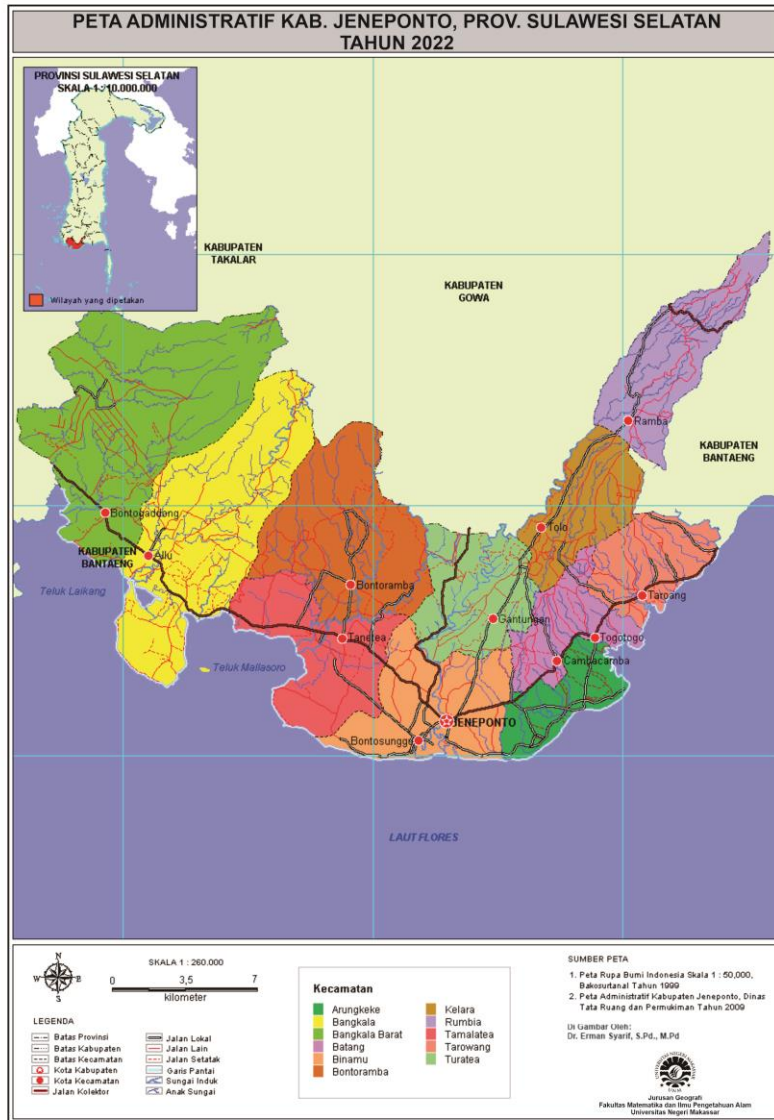 PETA ADMINISTRATIF KAB. JENEPONTO, PROV. SULAWESI SELATAN
TAHUN 2022
PROVINSI SULAWESI SELATAN
SKALA 1 : 10.000.000
Wilayah yang dipetakan
KABUPATEN
TAKALAR
KABUPATEN
GOWA
Ramba
KABUPATEN
BANTAENG
Bontogaddang
Tolo
KABUPATEN
BANTAENG
Allu
Teluk Laikang
Bontoramba
Taroang
Gantungan
Tanetea
Togotogo
Teluk Mallasoro
Cambacamba
JENEPONTO
Bontosunggu
LAUT FLORES
N
W
E
S
SKALA 1 : 260.000
0 3,5 7
kilometer
LEGENDA
Batas Provinsi
Batas Kabupaten
Batas Kecamatan
Kota Kabupaten
Kota Kecamatan
Jalan Kolektor
Jalan Lokal
Jalan Lain
Jalan Setatak
Garis Pantai
Sungai Induk
Anak Sungai
Kecamatan
Arungkeke
Bangkala
Bangkala Barat
Batang
Binamu
Bontoramba
Kelara
Rumbia
Tamalatea
Tarowang
Turatea
SUMBER PETA
1. Peta Rupa Bumi Indonesia Skala 1 : 50,000,
Bakosurtanal Tahun 1999
2. Peta Administratif Kabupaten Jeneponto, Dinas
Tata Ruang dan Permukiman Tahun 2009
Di Gambar Oleh:
Dr. Erman Syarif, S.Pd., M.Pd
Jurusan Geografi
Fakultas Matematika dan Ilmu Pengetahuan Alam
Universitas Negeri Makassar